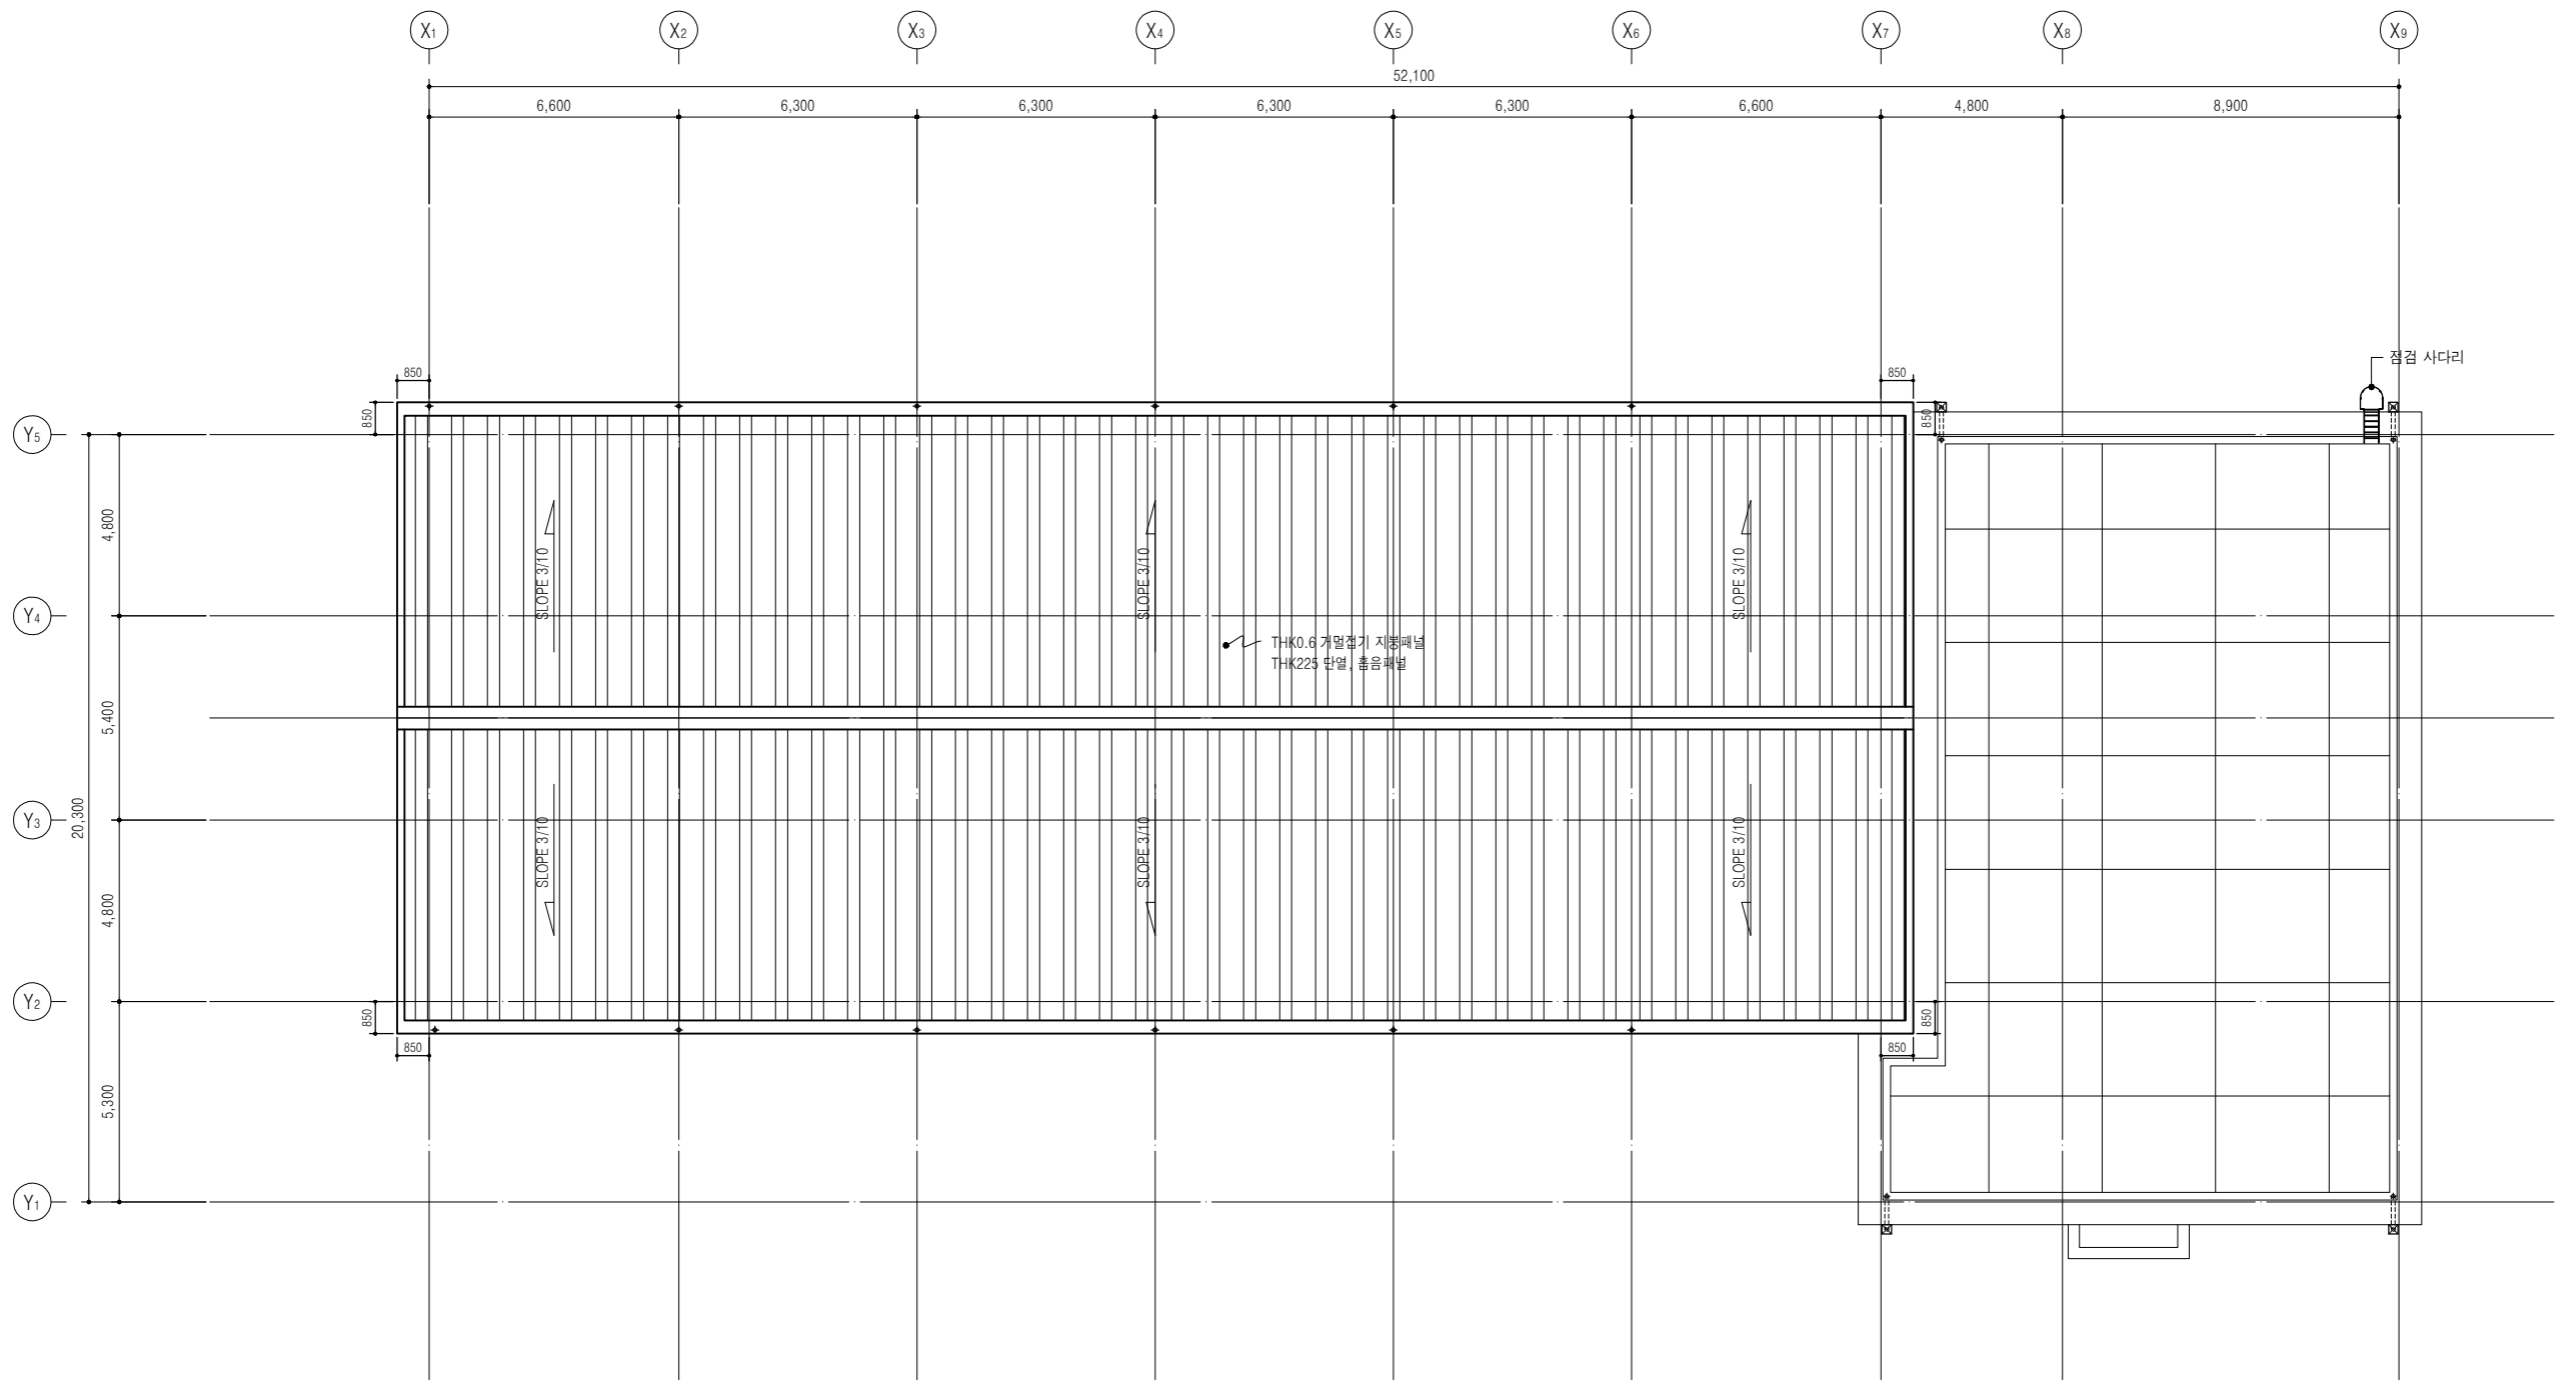 X1 X2 X3 X4 X5 X6 X7 X8 X9
52,100
6,600 6,300 6,300 6,300 6,300 6,600 4,800 8,900
점검 사다리
850 850
850 850
Y5
4,800
SLOPE 3/10 SLOPE 3/10 SLOPE 3/10
Y4
THK0.6 거멀접기 지붕패널
THK225 단열, 흡음패널
5,400
20,300
Y3
SLOPE 3/10 SLOPE 3/10 SLOPE 3/10
4,800
Y2
850 850
850 850
5,300
Y1